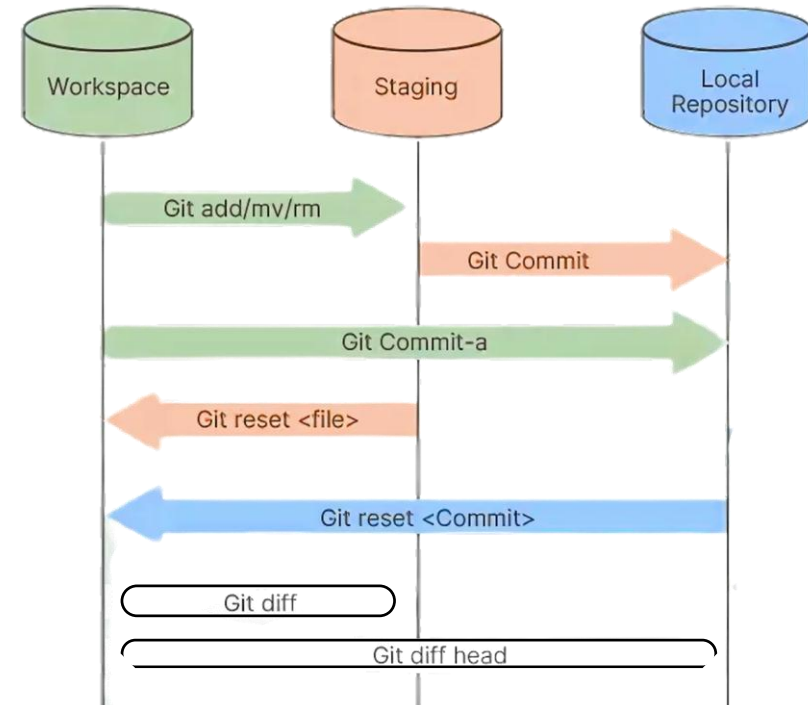 Workspace
Staging
Local
Repository
Git add/mv/rm
Git Commit
Git Commit-a
Git reset <file>
Git reset <Commit>
Git diff
Git diff head